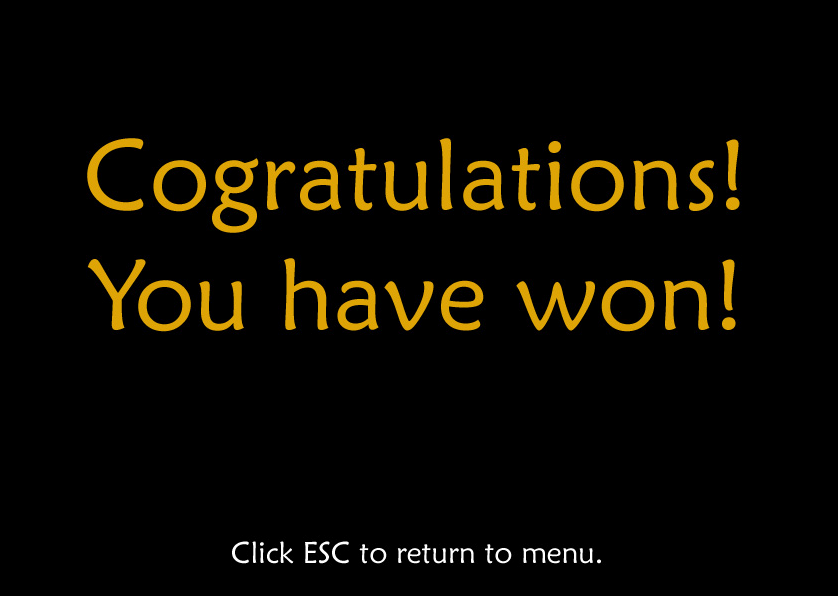 Cogratulations!
You have won!
Click ESC to return to menu.